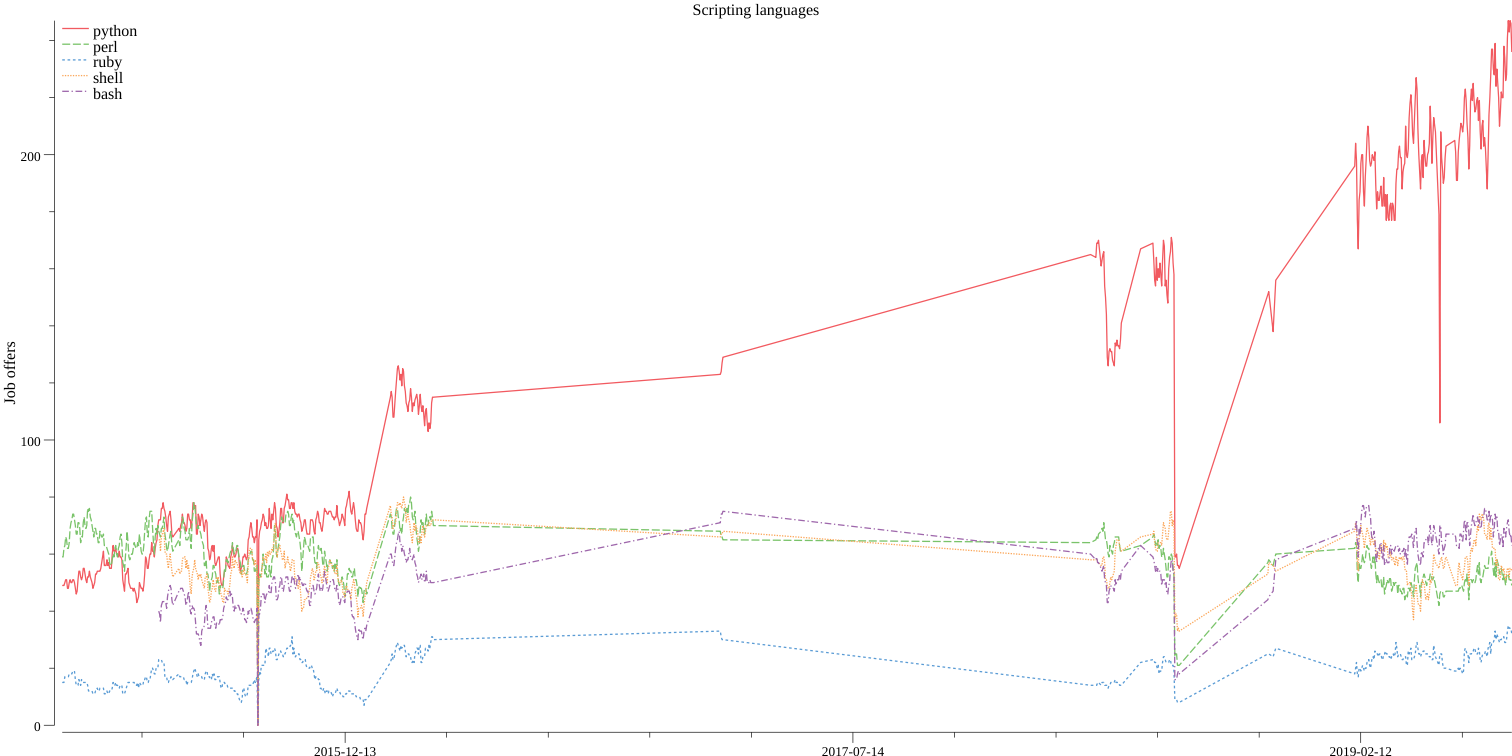 Scripting languages
python
perl
ruby
shell
bash
200
Job offers
100
0
2015-12-13
2017-07-14
2019-02-12